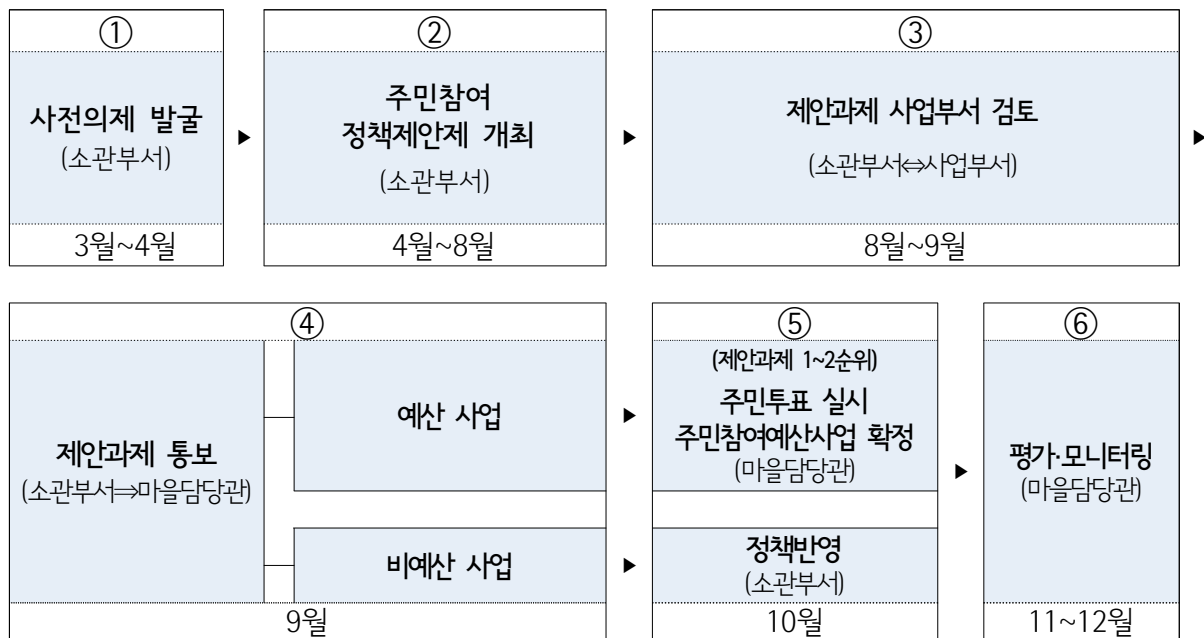 ①
사전의제 발굴
(소관부서)
3월~4월
▶
②
주민참여
정책제안제 개최
(소관부서)
4월~8월
▶
③
제안과제 사업부서 검토
(소관부서⇔사업부서)
8월~9월
▶
④
제안과제 통보
(소관부서⇒마을담당관)
예산 사업
비예산 사업
9월
▶
▶
⑤
(제안과제 1~2순위)
주민투표 실시
주민참여예산사업 확정
(마을담당관)
정책반영
(소관부서)
10월
▶
⑥
평가·모니터링
(마을담당관)
11~12월